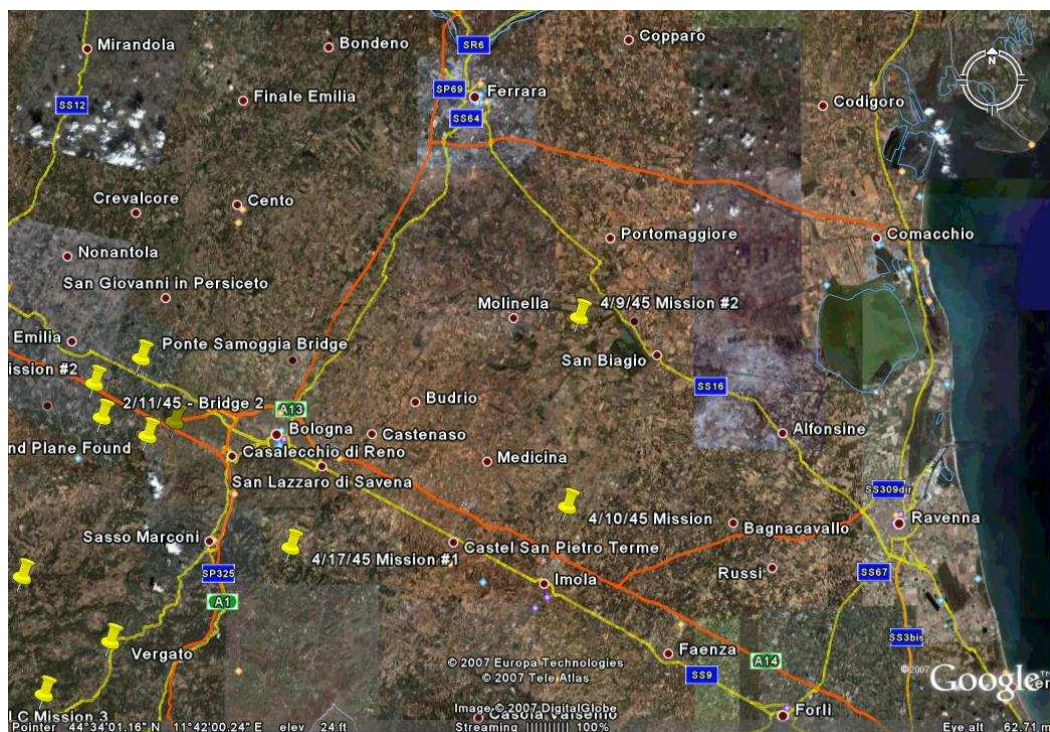 SR6
Mirandola
Bondeno
Copparo
SP69
Ferrara
Finale Emilia
SS12
Codigoro
SS64
N
Crevalcore
Cento
Portomaggiore
Comacchio
Nonantola
San Giovanni in Persiceto
Molinella
4/9/45 Mission #2
Emilia
Ponte Samoggia Bridge
San Biagio
ission #2
SS16
2/11/45 - Bridge 2
A13
Budrio
Bologna
Castenaso
Alfonsine
nd Plane Found
Casalecchio di Reno
Medicina
San Lazzaro di Savena
SS309dir
4/10/45 Mission
Bagnacavallo
Ravenna
Sasso Marconi
4/17/45 Mission #1
Castel San Pietro Terme
SP325
Imola
Russi
SS67
A1
SS3bis
Vergato
Faenza
A14
© 2007 Europa Technologies
© 2007 Tele Atlas
SS9
©2007 Google™
LC Mission 3
Image © 2007 DigitalGlobe
Casola Valsenio
Forlì
Pointer 44°34'01.16" N 11°42'00.24" E elev 24 ft
Streaming |||||||||| 100%
Eye alt 62.71 m